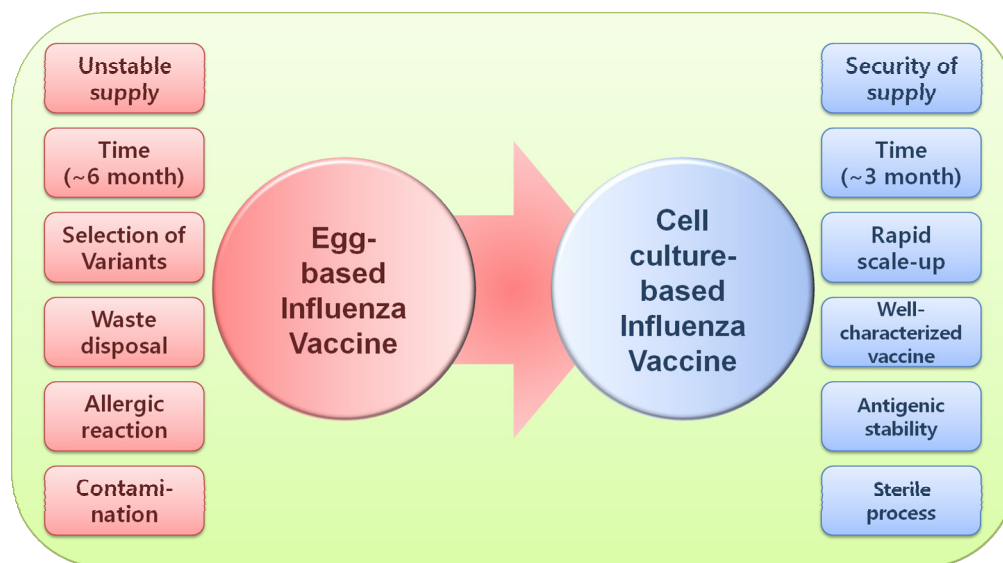 Unstable
supply
Time
(~6 month)
Selection of
Variants
Waste
disposal
Allergic
reaction
Contami-
nation
Egg-
based
Influenza
Vaccine
Cell
culture-
based
Influenza
Vaccine
Security of
supply
Time
(~3 month)
Rapid
scale-up
Well-
characterized
vaccine
Antigenic
stability
Sterile
process